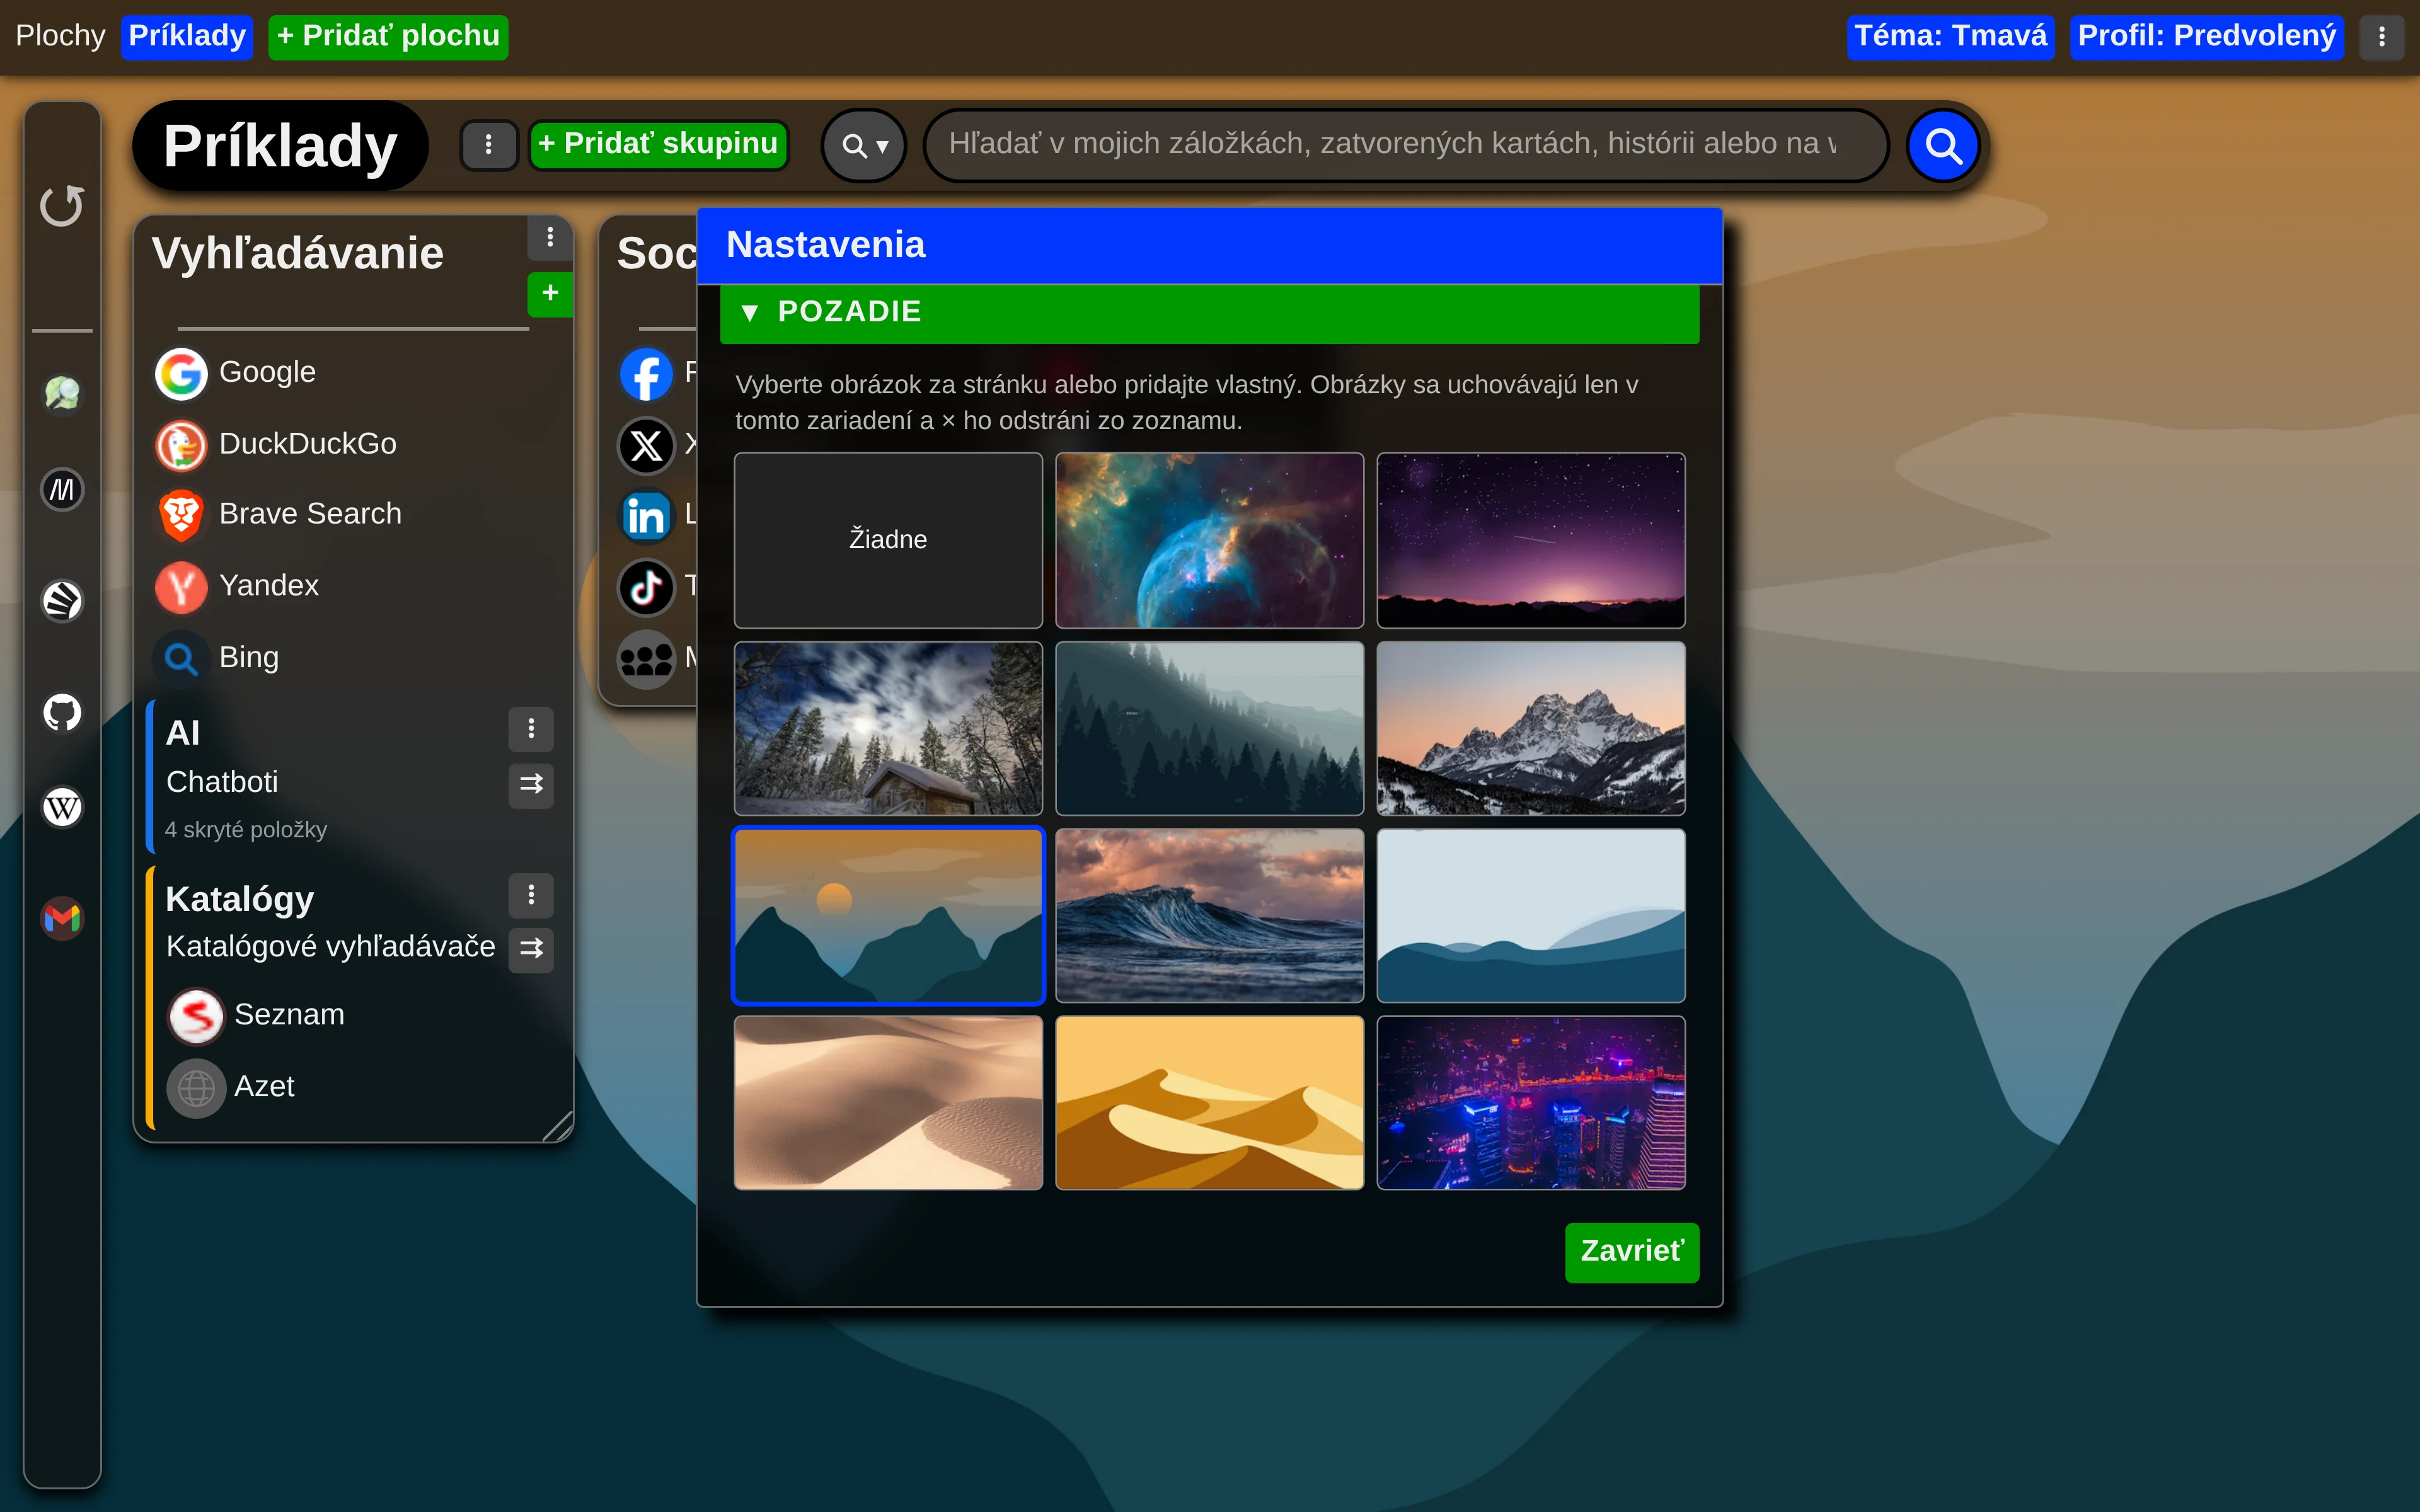 Plochy Príklady + Pridať plochu Téma: Tmavá Profil: Predvolený
Príklady + Pridať skupinu Hľadať v mojich záložkách, zatvorených kartách, histórii alebo na
Vyhľadávanie
+
Google
DuckDuckGo
Brave Search
Yandex
Bing
AI
Chatboti
4 skryté položky
Katalógy
Katalógové vyhľadávače
Seznam
Azet
Soc
Nastavenia
▼ POZADIE
Vyberte obrázok za stránku alebo pridajte vlastný. Obrázky sa uchovávajú len v
tomto zariadení a × ho odstráni zo zoznamu.
Žiadne
Zavrieť